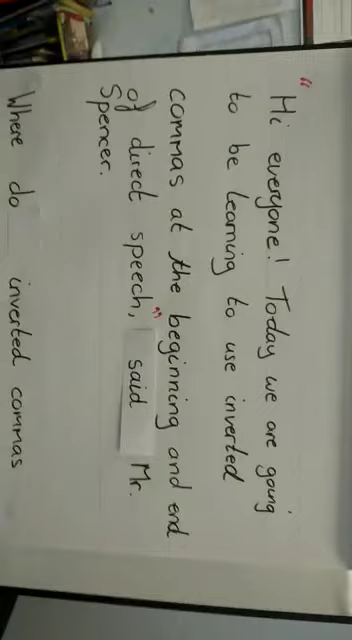 “Hi everyone! Today we are going
to be learning to use inverted
commas at the beginning and end
of direct speech,” said Mr.
Spencer.
Where do inverted commas